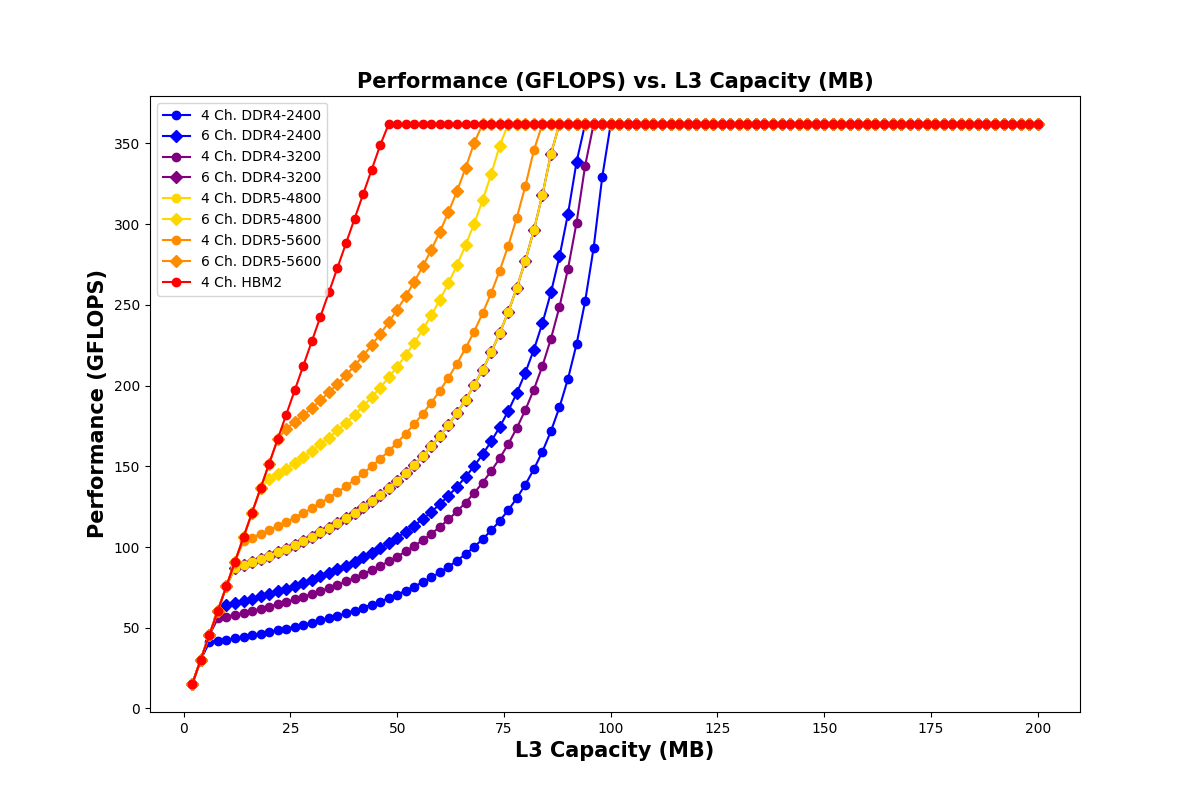 Performance (GFLOPS) vs. L3 Capacity (MB)
4 Ch. DDR4-2400
6 Ch. DDR4-2400
4 Ch. DDR4-3200
6 Ch. DDR4-3200
4 Ch. DDR5-4800
6 Ch. DDR5-4800
4 Ch. DDR5-5600
6 Ch. DDR5-5600
4 Ch. HBM2
Performance (GFLOPS)
350
300
250
200
150
100
50
0
0 25 50 75 100 125 150 175 200
L3 Capacity (MB)